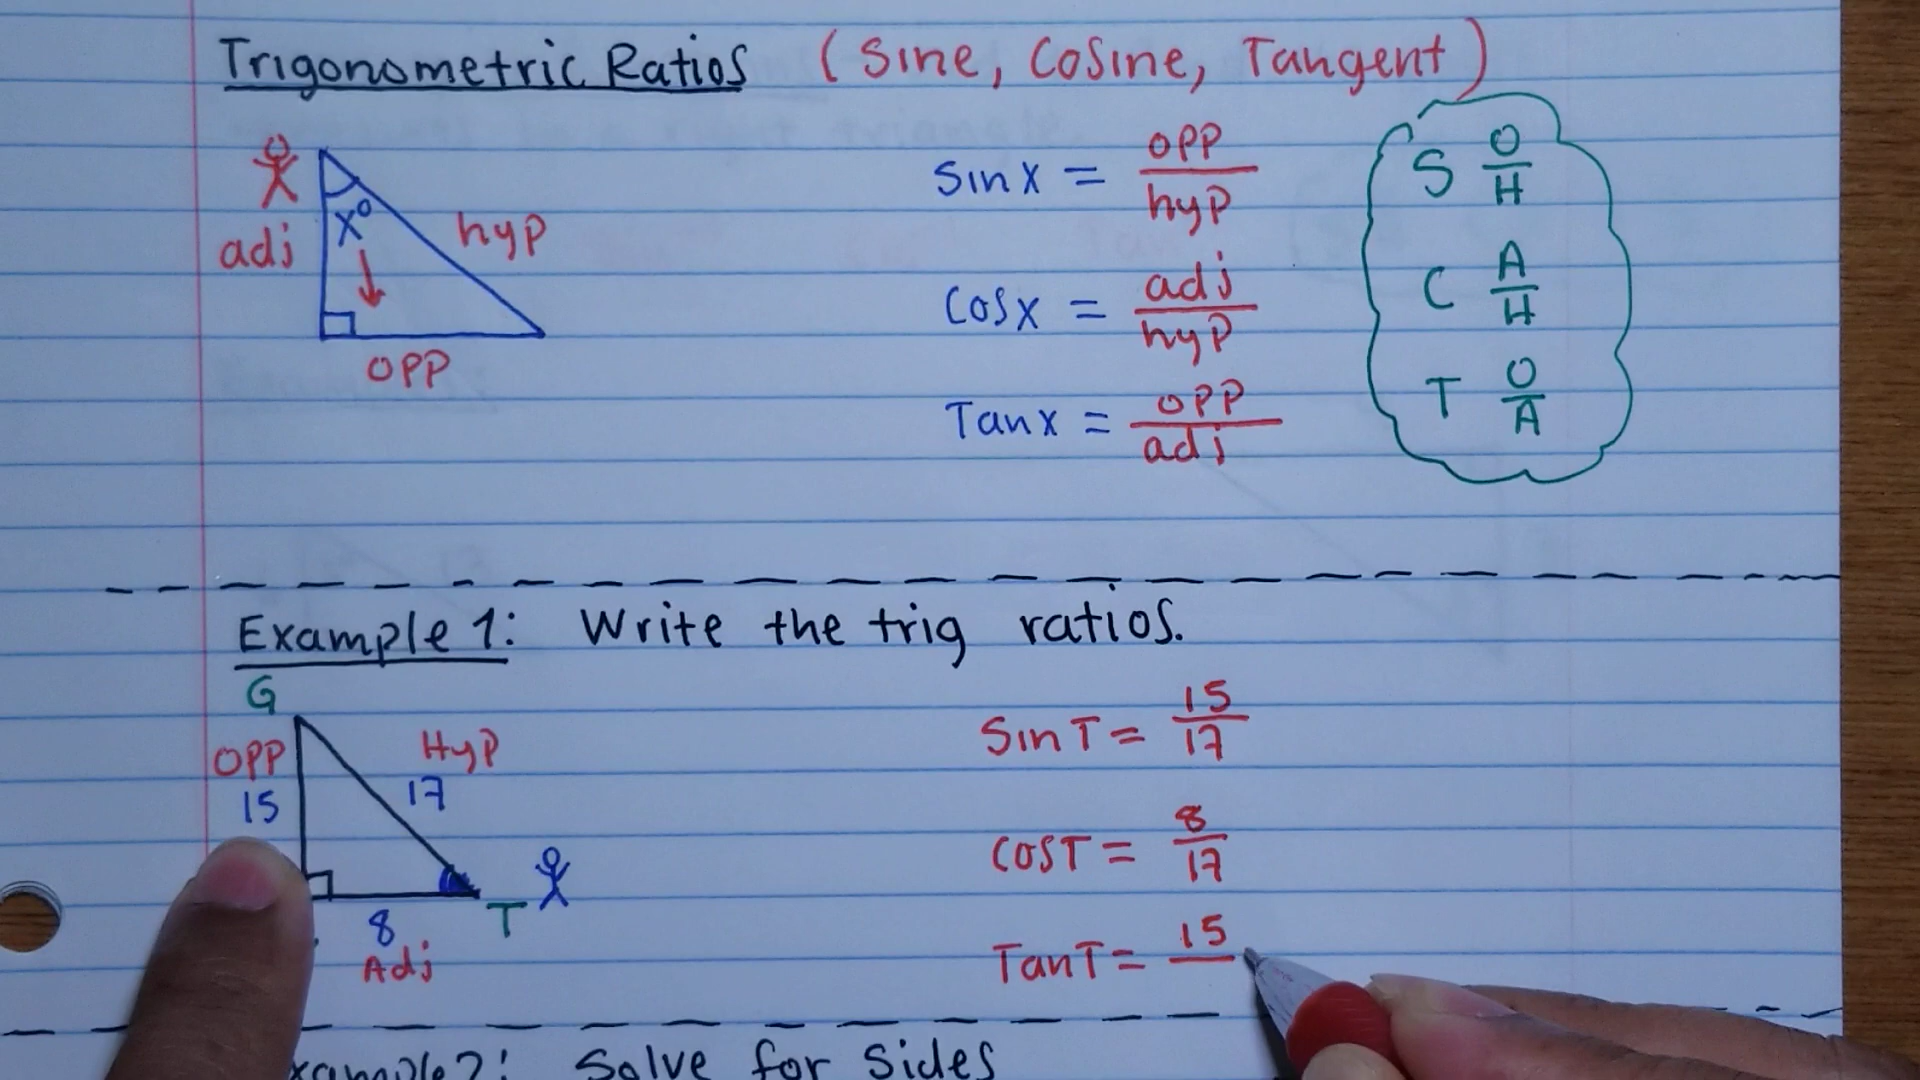 Trigonometric Ratios (Sine, Cosine, Tangent)
x°
adj
hyp
opp
Sin x = opp/hyp
Cos x = adj/hyp
Tan x = opp/adj
S O/H
C A/H
T O/A
Example 1: Write the trig ratios.
G
OPP
15
Hyp
17
8
Adj
T
Sin T = 15/17
Cos T = 8/17
Tan T = 15
Example 2: Solve for Sides